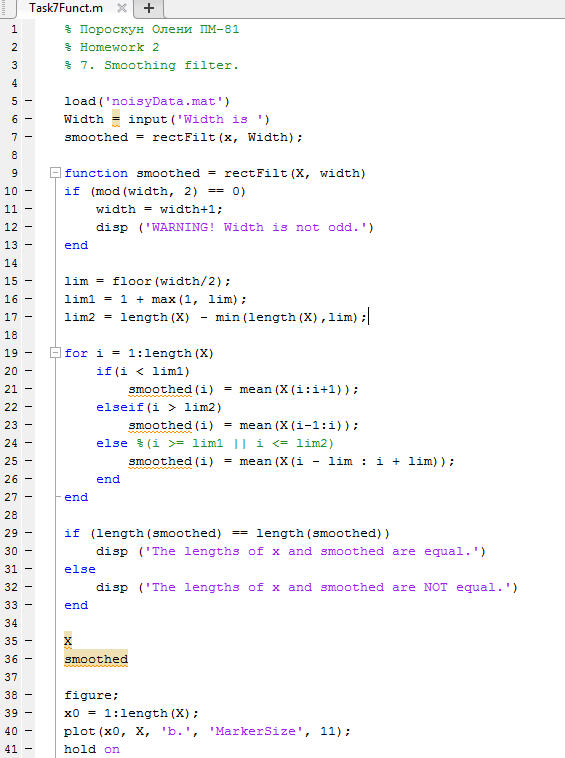 Task7Funct.m
1 % Пороскун Олени ПМ-81
2 % Homework 2
3 % 7. Smoothing filter.
4
5 — load('noisyData.mat')
6 — Width = input('Width is ')
7 — smoothed = rectFilt(x, Width);
8
9 function smoothed = rectFilt(X, width)
10 — if (mod(width, 2) == 0)
11 — width = width+1;
12 — disp ('WARNING! Width is not odd.')
13 — end
14
15 — lim = floor(width/2);
16 — lim1 = 1 + max(1, lim);
17 — lim2 = length(X) - min(length(X),lim);
18
19 — for i = 1:length(X)
20 — if(i < lim1)
21 — smoothed(i) = mean(X(i:i+1));
22 — elseif(i > lim2)
23 — smoothed(i) = mean(X(i-1:i));
24 — else %(i >= lim1 || i <= lim2)
25 — smoothed(i) = mean(X(i - lim : i + lim));
26 — end
27 — end
28
29 — if (length(smoothed) == length(smoothed))
30 — disp ('The lengths of x and smoothed are equal.')
31 — else
32 — disp ('The lengths of x and smoothed are NOT equal.')
33 — end
34
35 — X
36 — smoothed
37
38 — figure;
39 — x0 = 1:length(X);
40 — plot(x0, X, 'b.', 'MarkerSize', 11);
41 — hold on